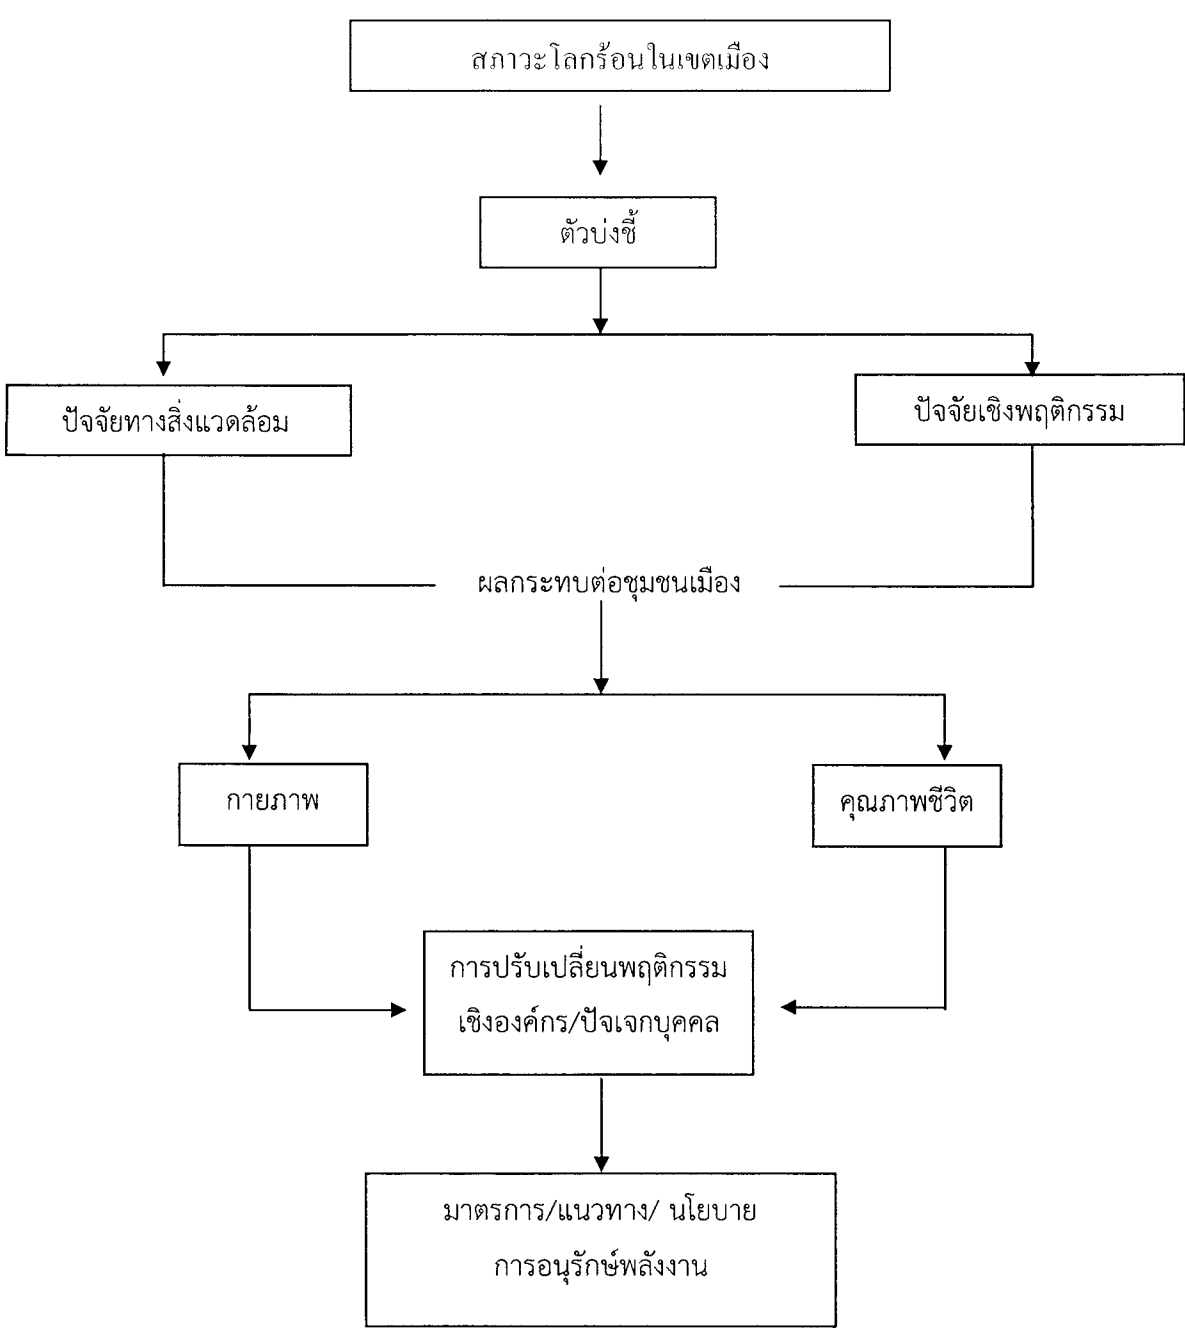 สภาวะโลกร้อนในเขตเมือง
ตัวบ่งชี้
ปัจจัยทางสิ่งแวดล้อม
ปัจจัยเชิงพฤติกรรม
ผลกระทบต่อชุมชนเมือง
กายภาพ
คุณภาพชีวิต
การปรับเปลี่ยนพฤติกรรม
เชิงองค์กร/ปัจเจกบุคคล
มาตรการ/แนวทาง/ นโยบาย
การอนุรักษ์พลังงาน